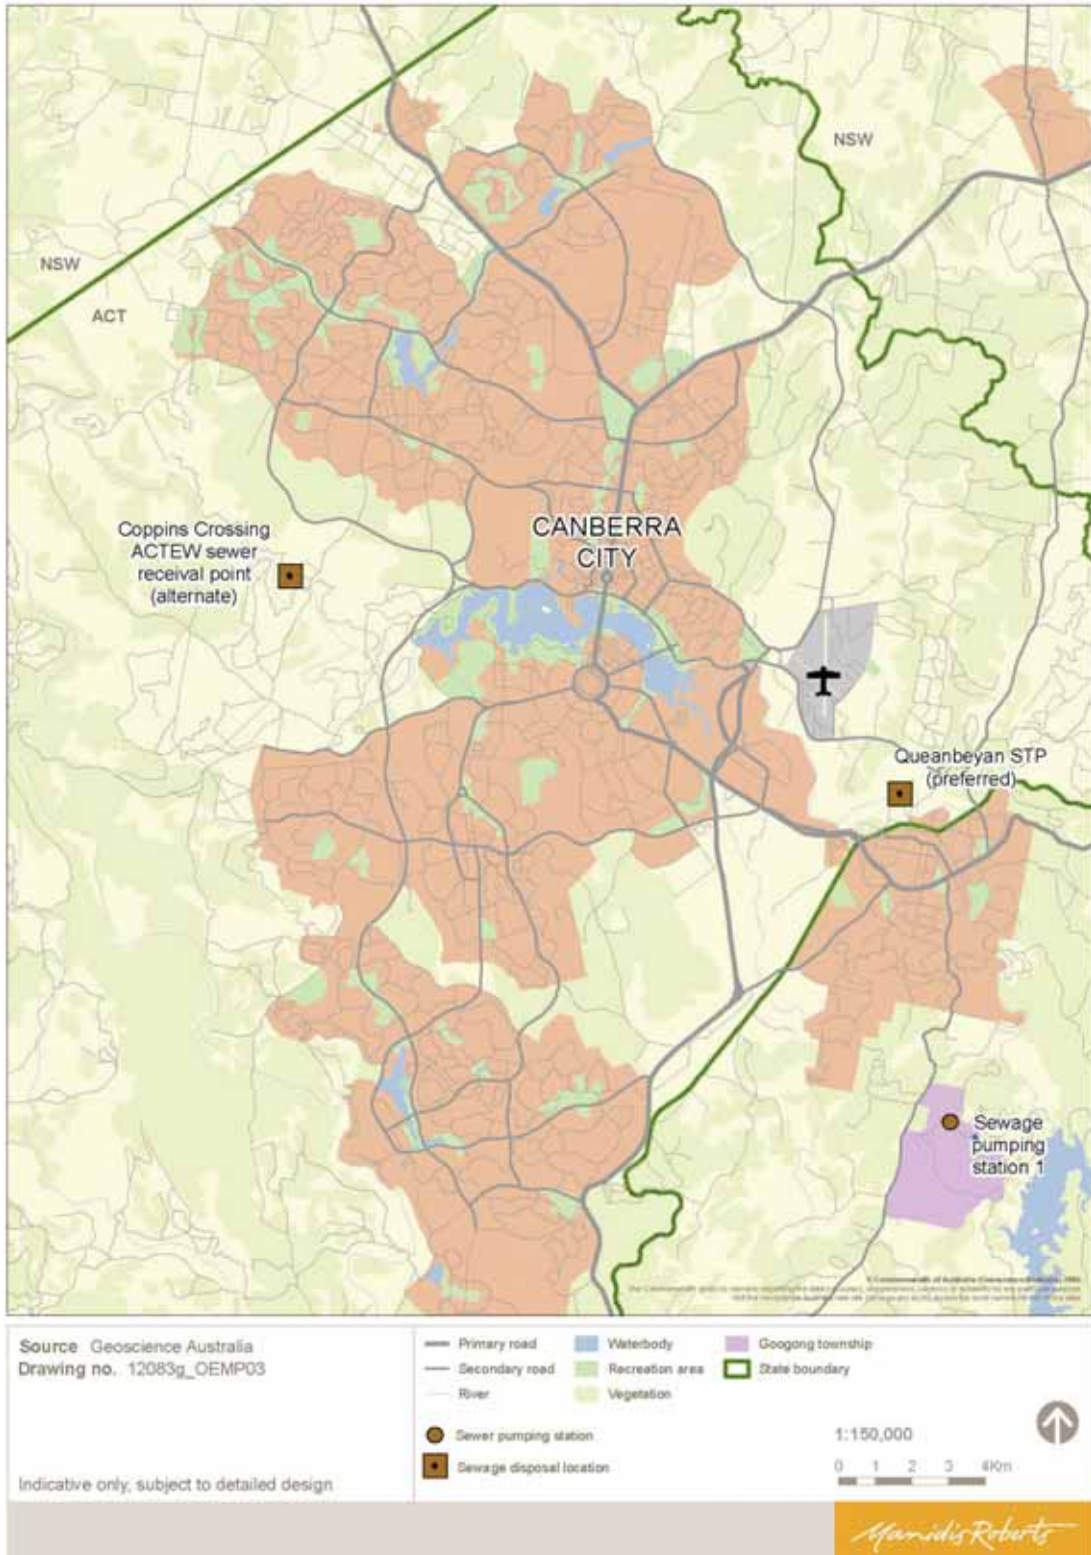 NSW
NSW
ACT
Coppins Crossing
ACTEW sewer
receival point
(alternate)
CANBERRA
CITY
Queanbeyan STP
(preferred)
Sewage
pumping
station 1
Source Geoscience Australia
Drawing no. 12083g_OEMP03
Indicative only, subject to detailed design
Primary road
Secondary road
River
Waterbody
Recreation area
Vegetation
Googong township
State boundary
Sewer pumping station
Sewage disposal location
1:150,000
0 1 2 3 4Km
Manidis Roberts